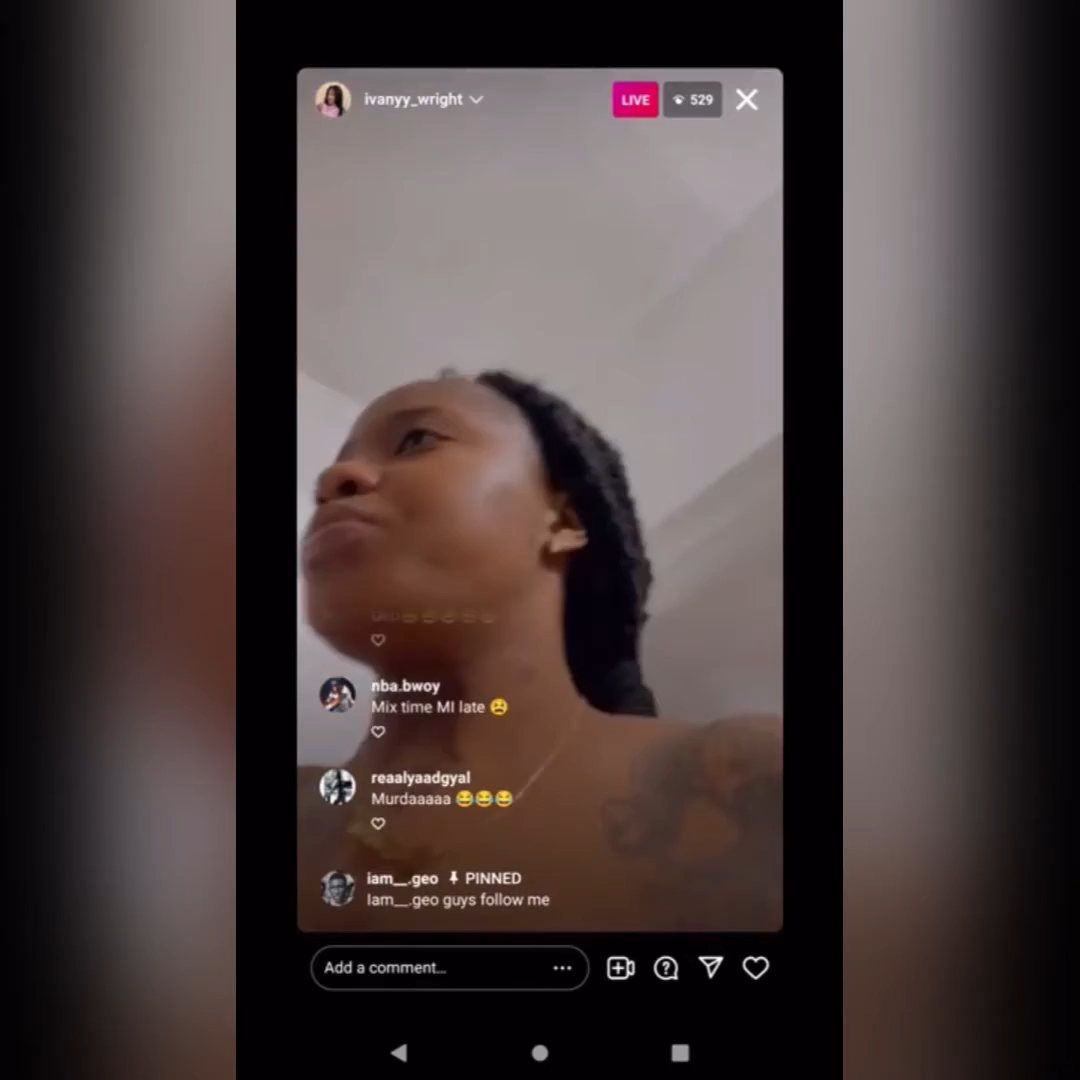 ivanyy_wright
LIVE
529
nba.bwoy
Mix time MI late 😫
reaalyaadgyal
Murdaaaaa 😂😂😂
iam__.geo PINNED
Iam__.geo guys follow me
Add a comment...